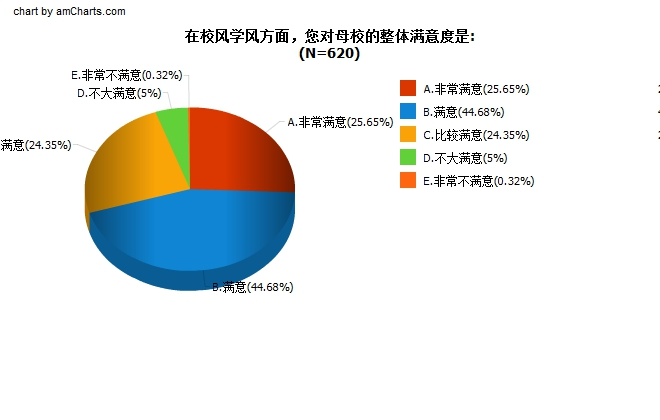 chart by amCharts.com
在校风学风方面，您对母校的整体满意度是:
(N=620)
E.非常不满意(0.32%)
D.不大满意(5%)
A.非常满意(25.65%)
满意(24.35%)
B.满意(44.68%)
A.非常满意(25.65%)
B.满意(44.68%)
C.比较满意(24.35%)
D.不大满意(5%)
E.非常不满意(0.32%)